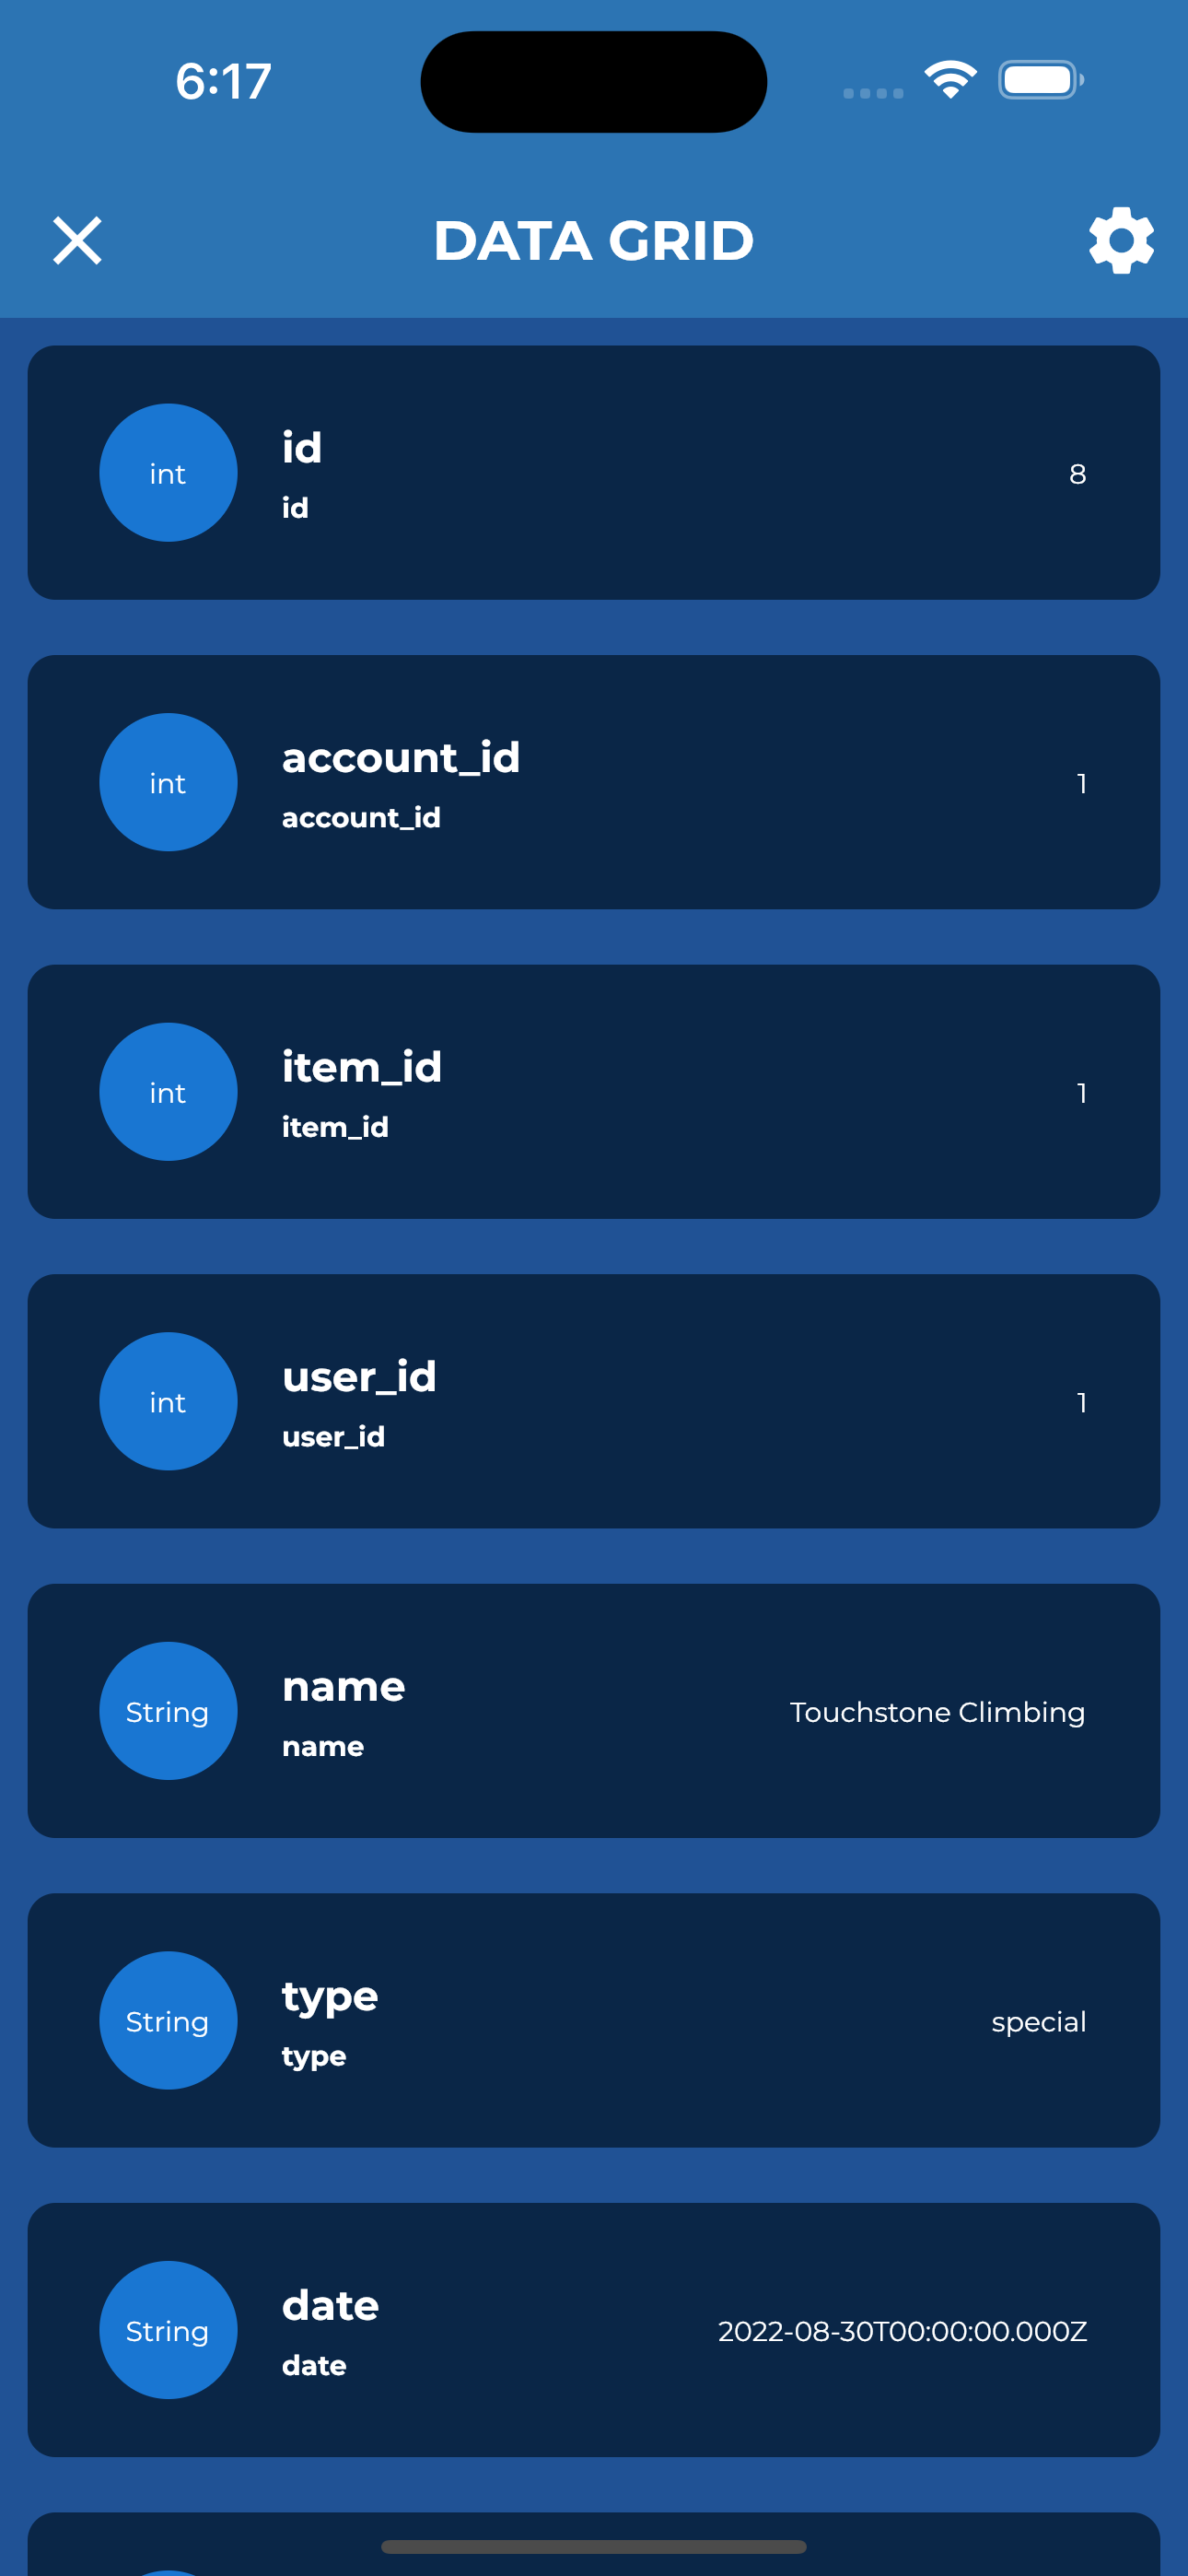 6:17
DATA GRID
int
id
id
8
int
account_id
account_id
1
int
item_id
item_id
1
int
user_id
user_id
1
String
name
name
Touchstone Climbing
String
type
type
special
String
date
date
2022-08-30T00:00:00.000Z